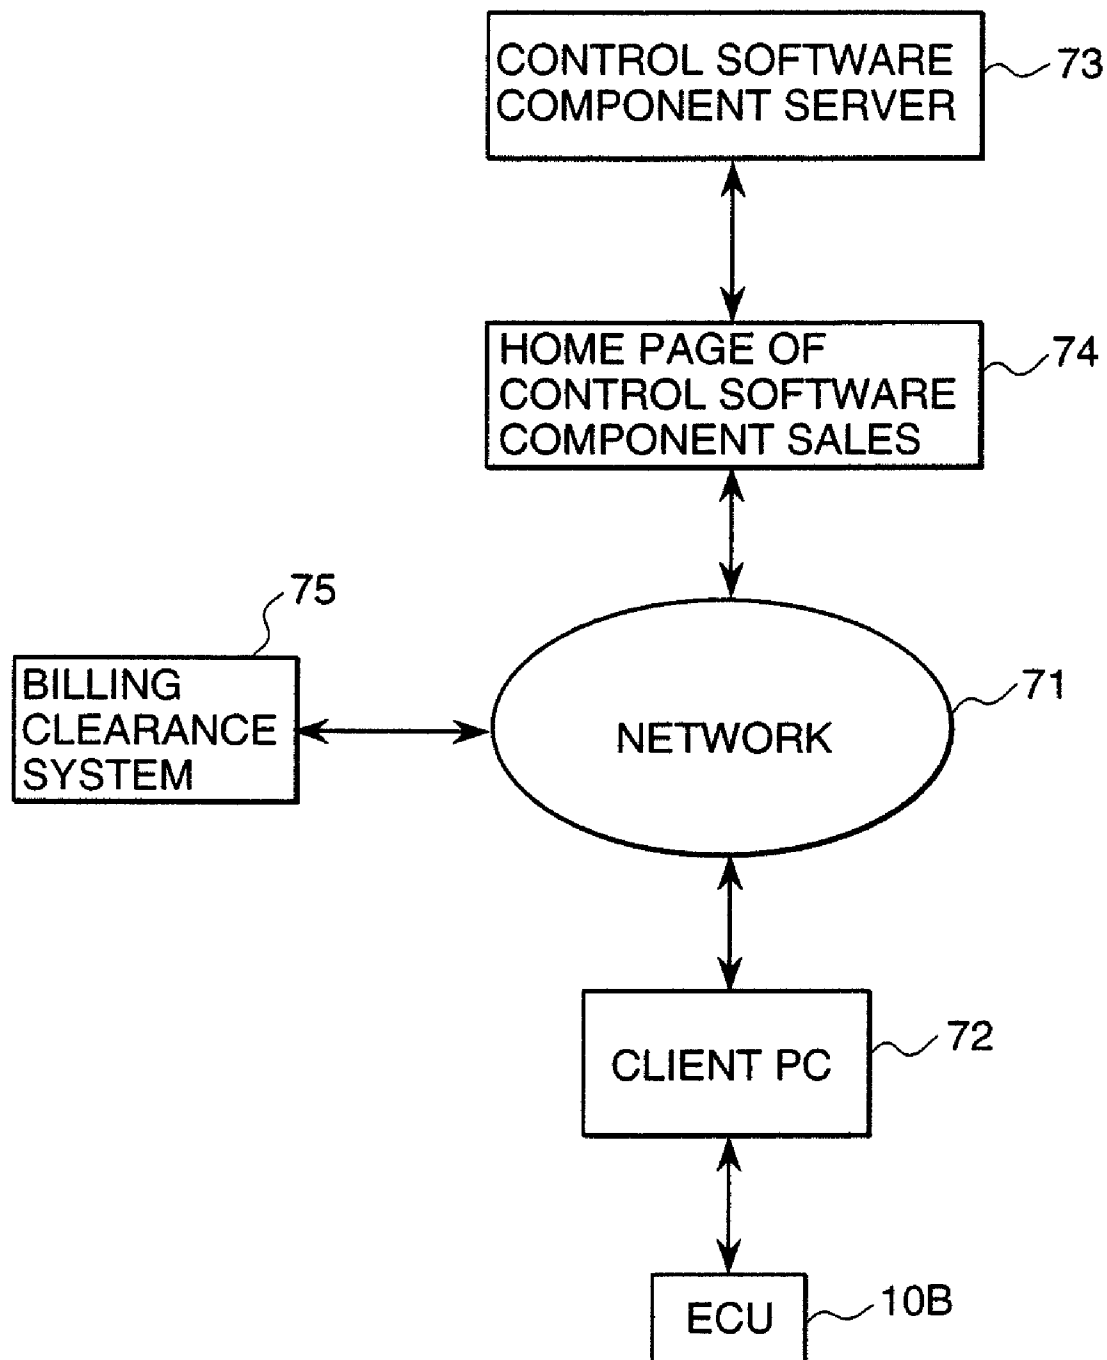 CONTROL SOFTWARE
COMPONENT SERVER
73
HOME PAGE OF
CONTROL SOFTWARE
COMPONENT SALES
74
75
BILLING
CLEARANCE
SYSTEM
NETWORK
71
CLIENT PC
72
ECU
10B